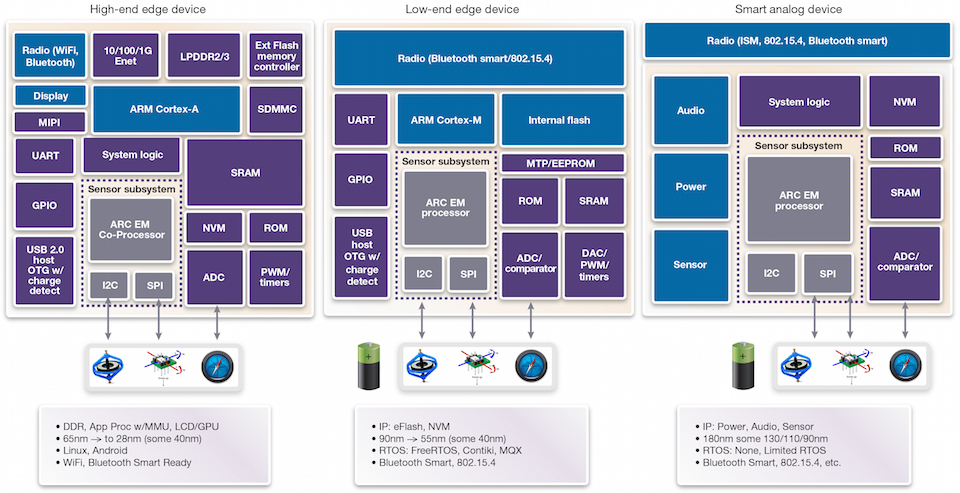 High-end edge device
Radio (WiFi,
Bluetooth)
10/100/1G
Enet
LPDDR2/3
Ext Flash
memory
controller
Display
MIPI
ARM Cortex-A
SDMMC
UART
System logic
SRAM
Sensor subsystem
GPIO
ARC EM
Co-Processor
NVM
ROM
USB 2.0
host
OTG w/
charge
detect
I2C
SPI
ADC
PWM/
timers
• DDR, App Proc w/MMU, LCD/GPU
• 65nm → to 28nm (some 40nm)
• Linux, Android
• WiFi, Bluetooth Smart Ready
Low-end edge device
Radio (Bluetooth smart/802.15.4)
UART
ARM Cortex-M
Internal flash
Sensor subsystem
MTP/EEPROM
GPIO
ARC EM
processor
ROM
SRAM
USB
host
OTG w/
charge
detect
I2C
SPI
ADC/
comparator
DAC/
PWM/
timers
• IP: eFlash, NVM
• 90nm → 55nm (some 40nm)
• RTOS: FreeRTOS, Contiki, MQX
• Bluetooth Smart, 802.15.4
Smart analog device
Radio (ISM, 802.15.4, Bluetooth smart)
Audio
System logic
NVM
Sensor subsystem
ROM
Power
ARC EM
processor
SRAM
Sensor
I2C
SPI
ADC/
comparator
• IP: Power, Audio, Sensor
• 180nm some 130/110/90nm
• RTOS: None, Limited RTOS
• Bluetooth Smart, 802.15.4, etc.